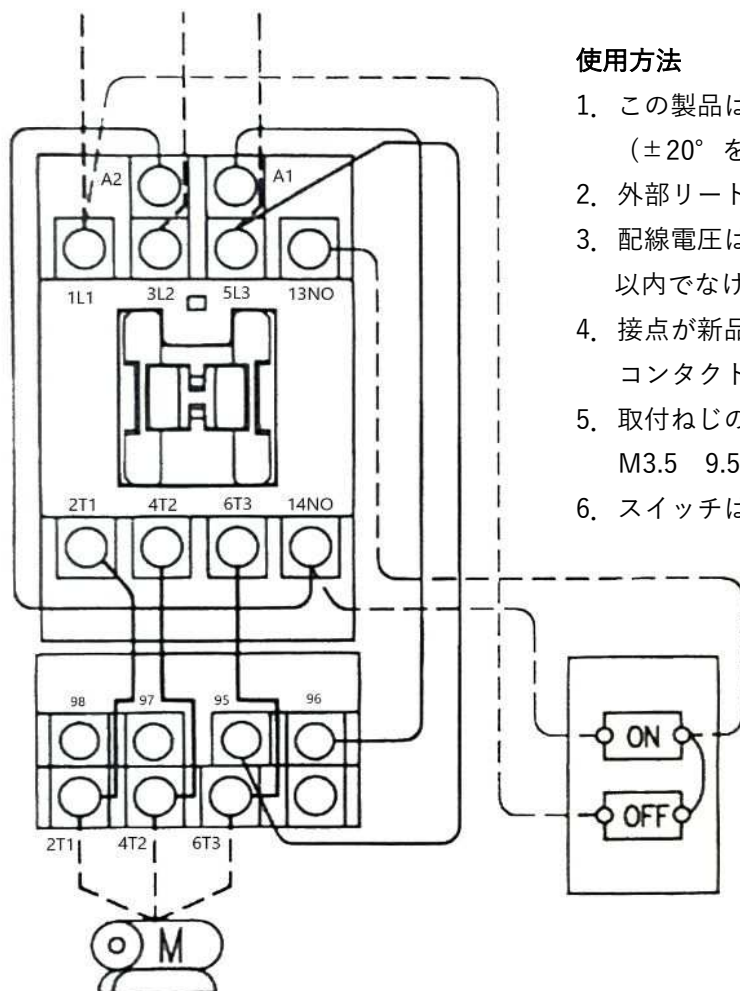 使用方法
1. この製品は
（±20° を
2. 外部リート
3. 配線電圧は
以内でなけ
4. 接点が新品
コンタクト
5. 取付ねじの
M3.5 9.5
6. スイッチは
A2 A1
1L1 3L2 5L3 13NO
2T1 4T2 6T3 14NO
98 97 95 96
ON
OFF
2T1 4T2 6T3
M